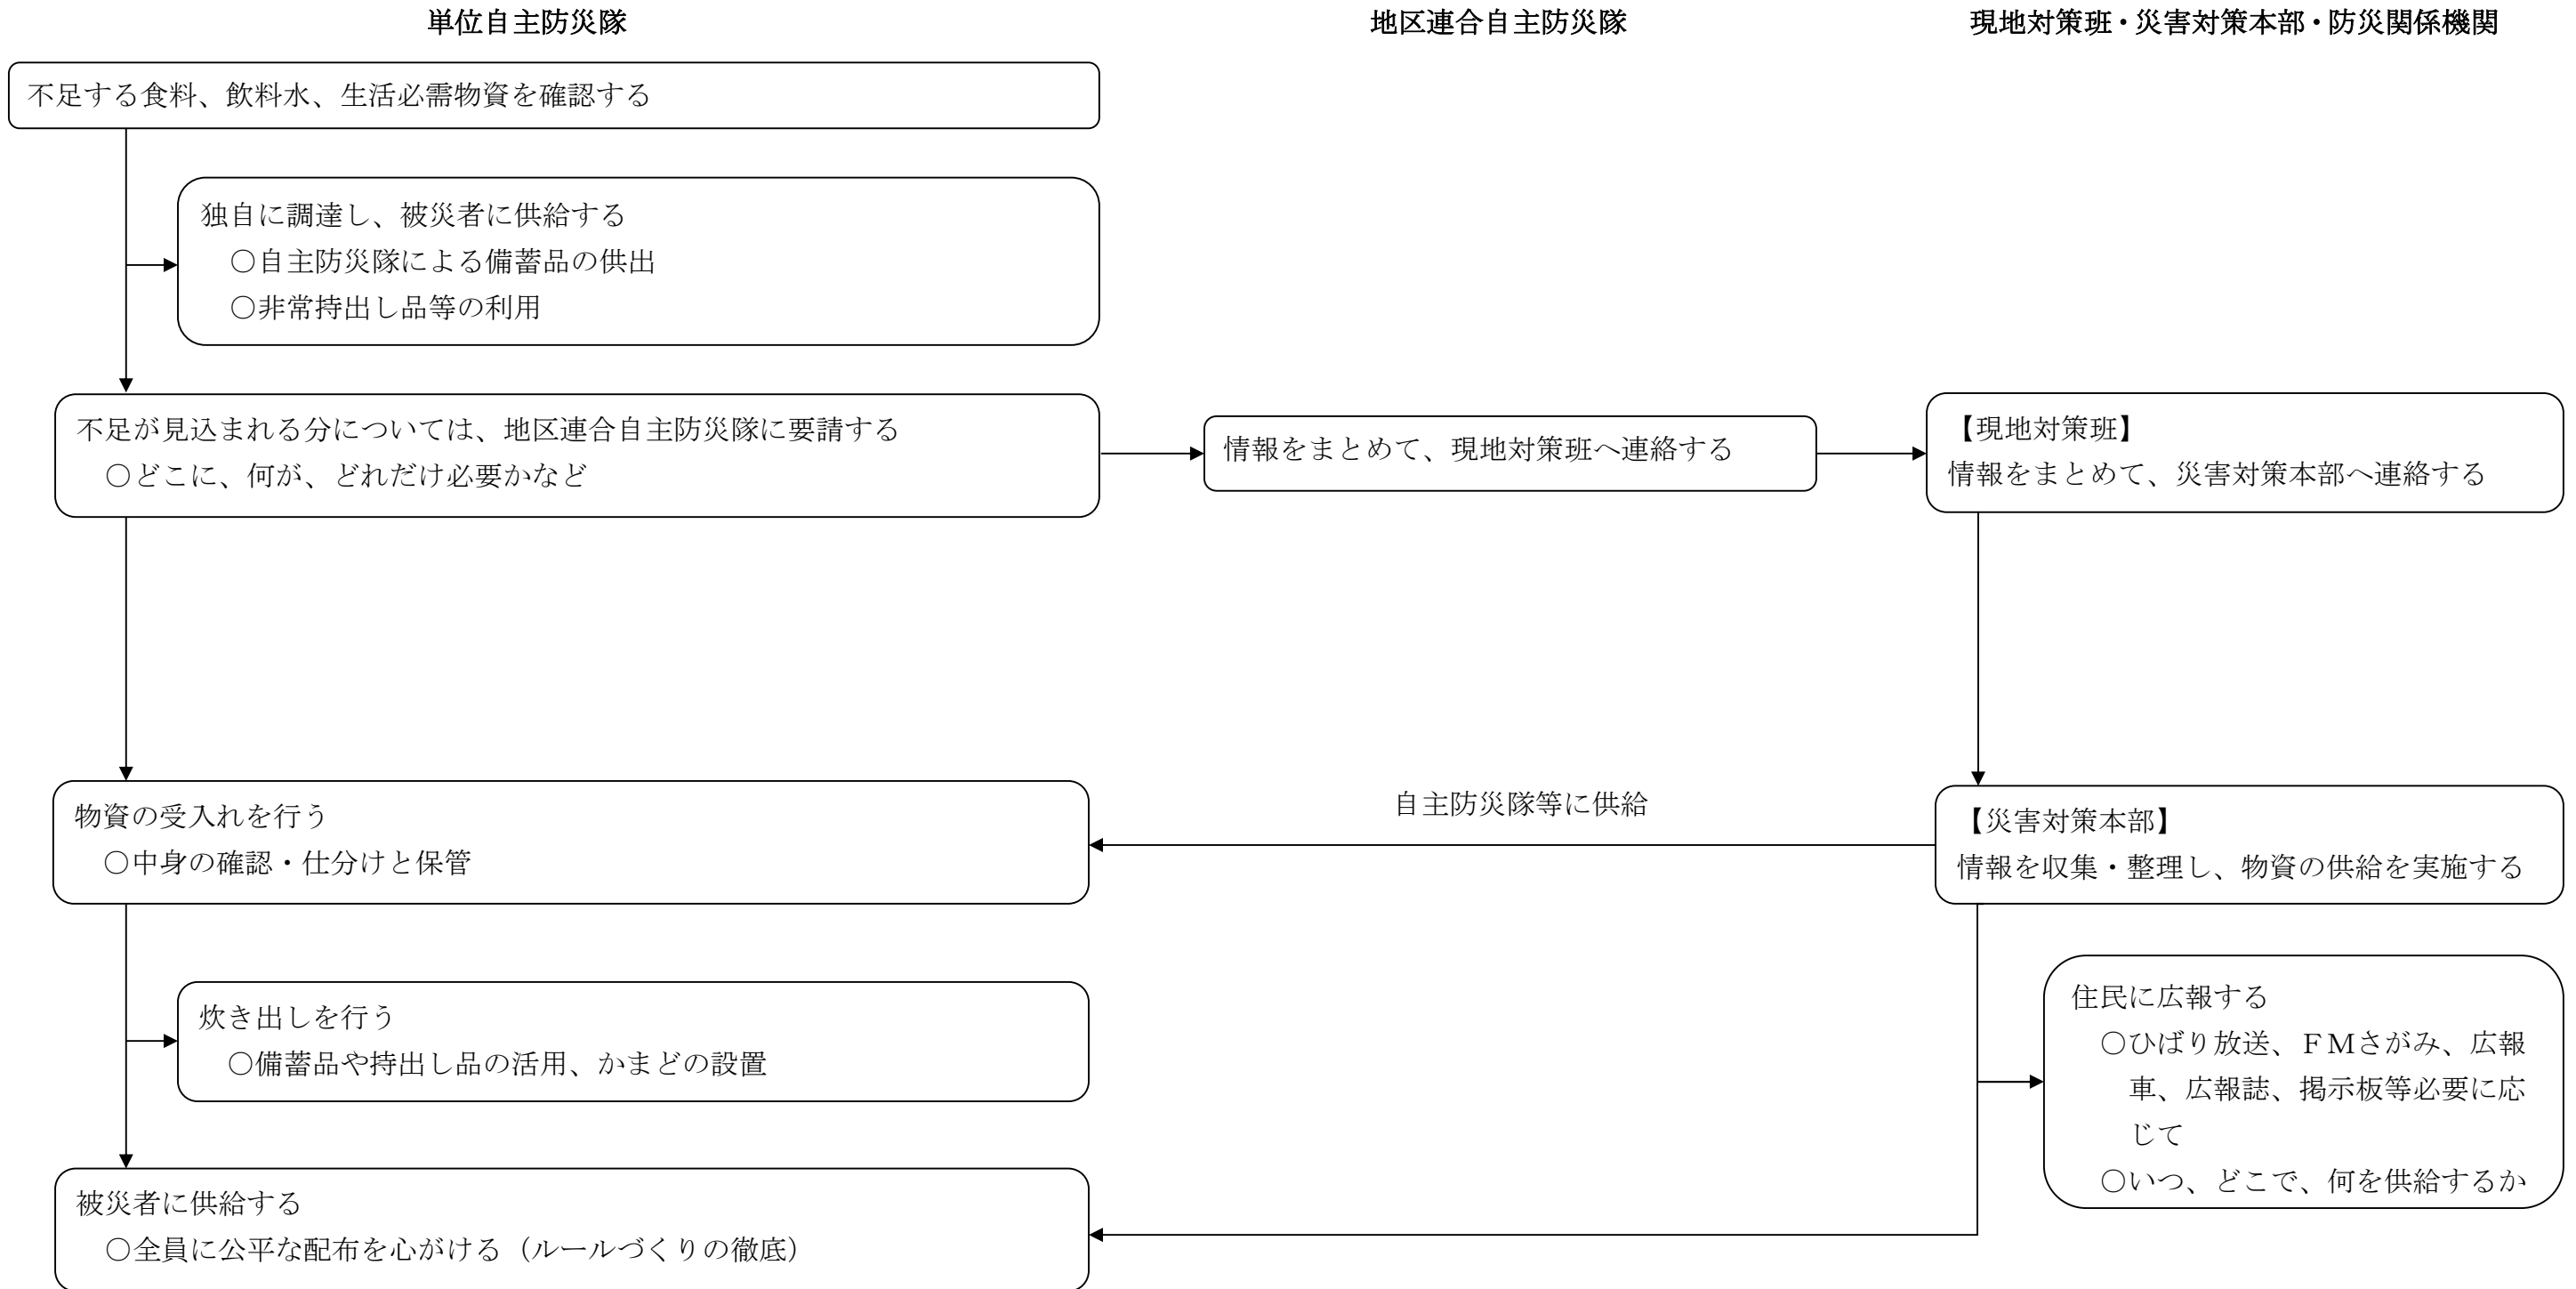 単位自主防災隊
地区連合自主防災隊
現地対策班・災害対策本部・防災関係機関
不足する食料、飲料水、生活必需物資を確認する
独自に調達し、被災者に供給する
○自主防災隊による備蓄品の供出
○非常持出し品等の利用
不足が見込まれる分については、地区連合自主防災隊に要請する
○どこに、何が、どれだけ必要かなど
情報をまとめて、現地対策班へ連絡する
【現地対策班】
情報をまとめて、災害対策本部へ連絡する
物資の受入れを行う
○中身の確認・仕分けと保管
自主防災隊等に供給
【災害対策本部】
情報を収集・整理し、物資の供給を実施する
炊き出しを行う
○備蓄品や持出し品の活用、かまどの設置
住民に広報する
○ひばり放送、ＦＭさがみ、広報
車、広報誌、掲示板等必要に応
じて
○いつ、どこで、何を供給するか
被災者に供給する
○全員に公平な配布を心がける（ルールづくりの徹底）